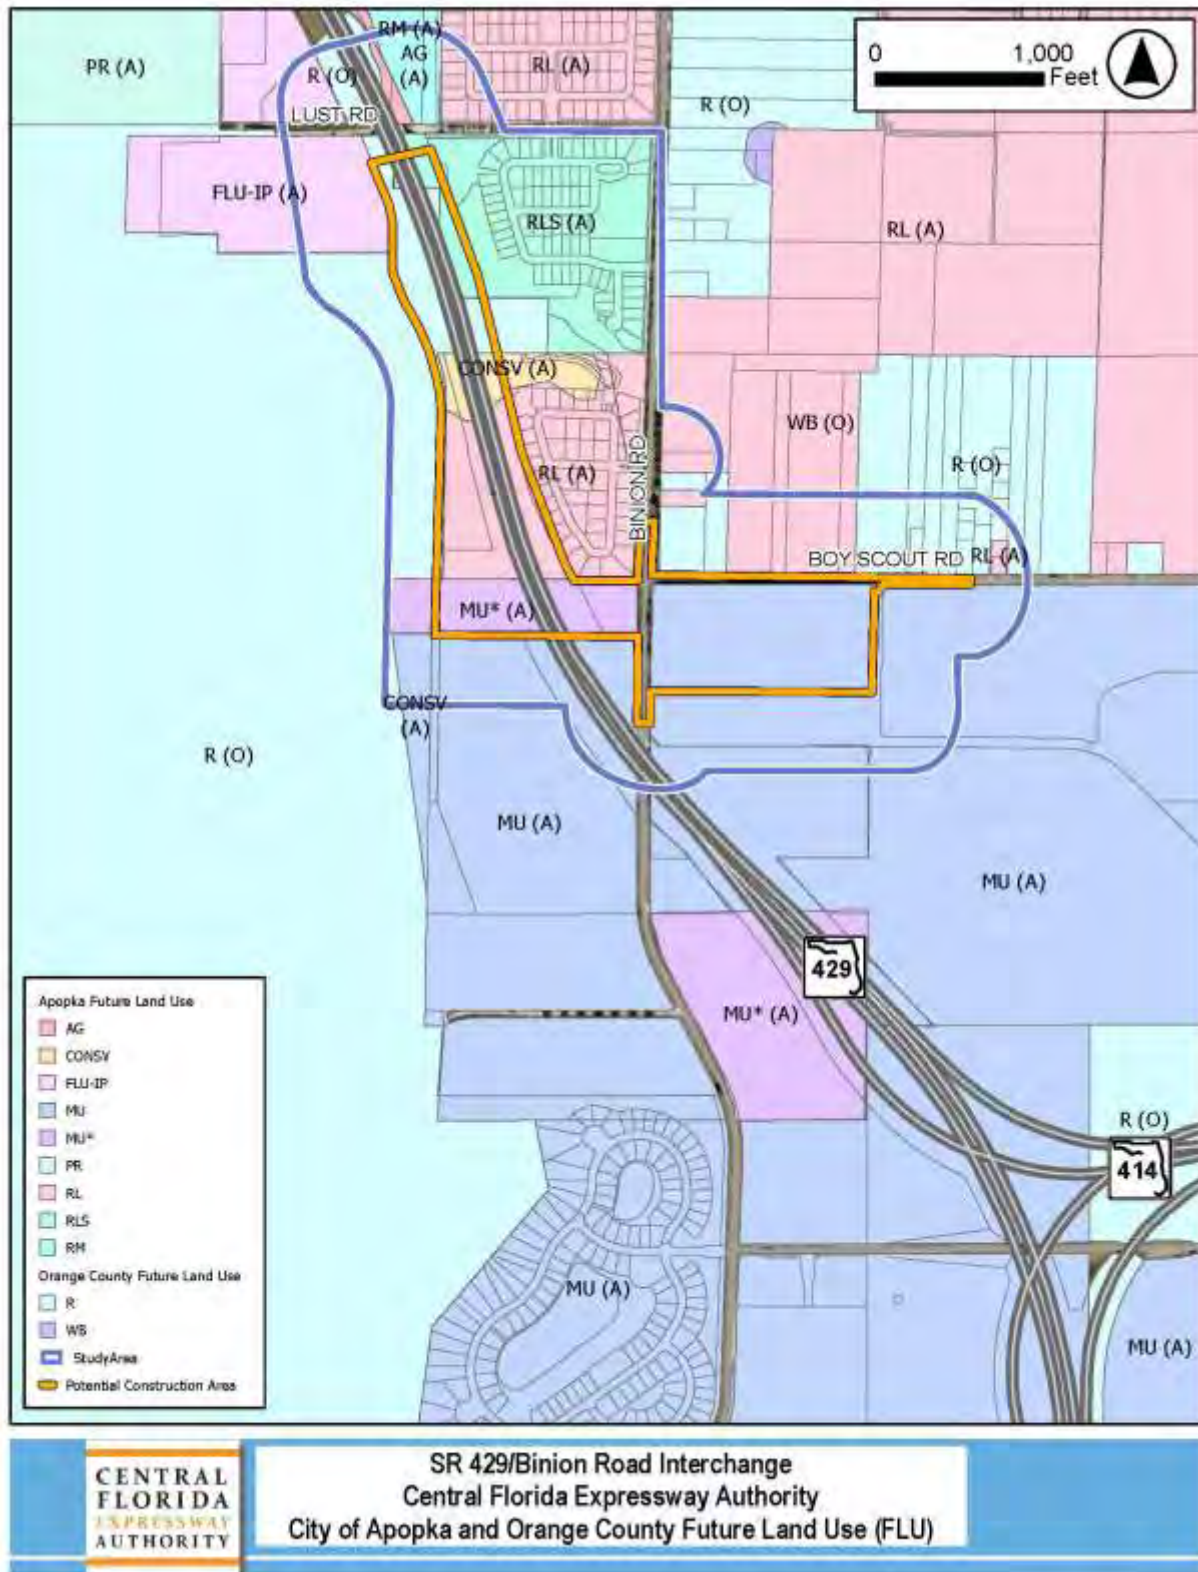 PR (A)
RM (A)
AG
(A)
R (O)
RL (A)
LUST RD
0 1,000
Feet
R (O)
FLU-IP (A)
RLS (A)
RL (A)
CONSV (A)
WB (O)
R (O)
BINION RD
RL (A)
BOY SCOUT RD
RL (A)
MU* (A)
CONSV
(A)
R (O)
MU (A)
MU (A)
429
MU* (A)
R (O)
414
MU (A)
MU (A)
Apopka Future Land Use
AG
CONSV
FLU-IP
MU
MU*
PR
RL
RLS
RM
Orange County Future Land Use
R
WB
StudyArea
Potential Construction Area
CENTRAL
FLORIDA
EXPRESSWAY
AUTHORITY
SR 429/Binion Road Interchange
Central Florida Expressway Authority
City of Apopka and Orange County Future Land Use (FLU)